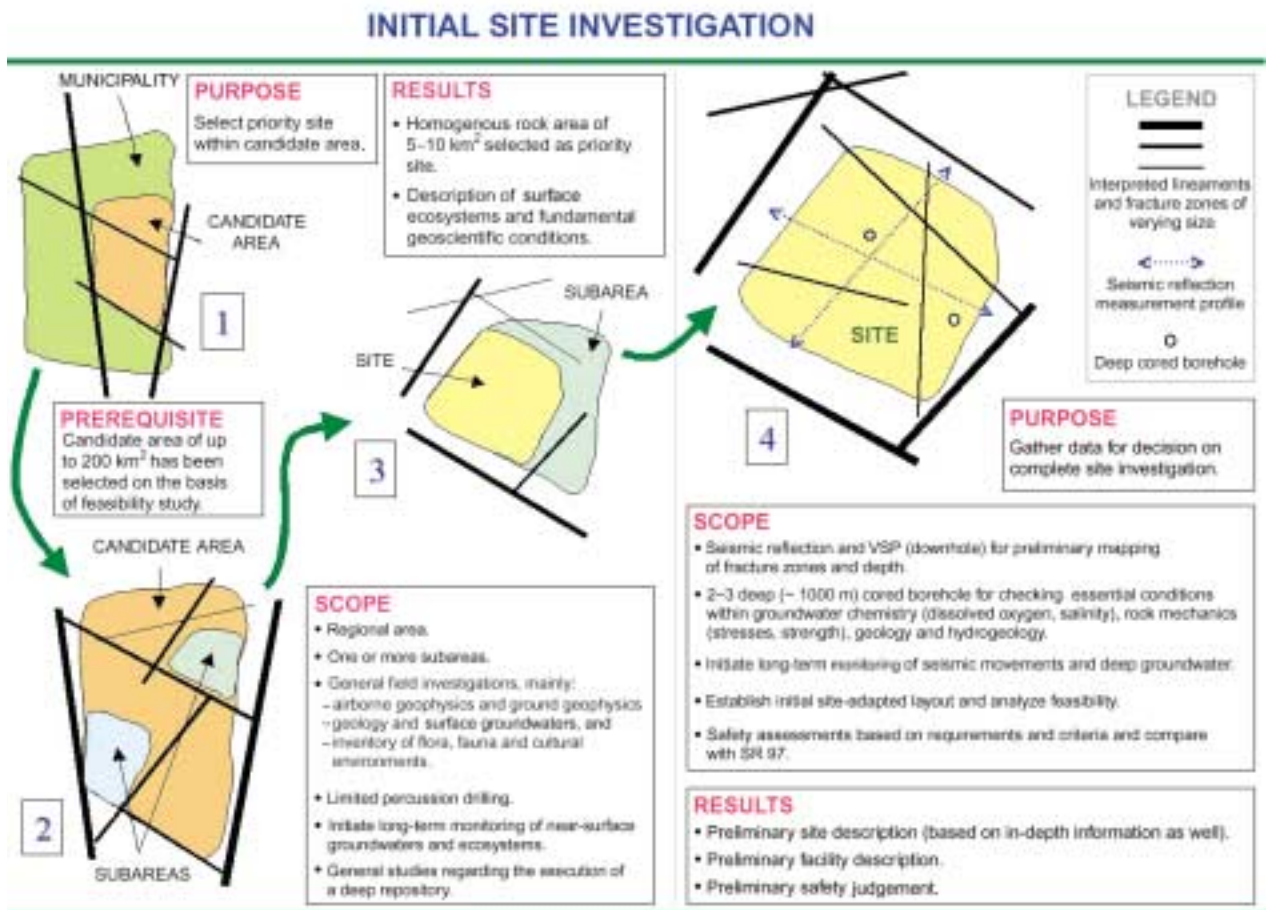 INITIAL SITE INVESTIGATION
MUNICIPALITY
PURPOSE
Select priority site
within candidate area.
RESULTS
• Homogenous rock area of
5–10 km² selected as priority
site.
• Description of surface
ecosystems and fundamental
geoscientific conditions.
CANDIDATE
AREA
1
PREREQUISITE
Candidate area of up
to 200 km² has been
selected on the basis
of feasibility study.
CANDIDATE AREA
2
SUBAREAS
SCOPE
• Regional area.
• One or more subareas.
• General field investigations, mainly:
– airborne geophysics and ground geophysics
– geology and surface groundwaters, and
– inventory of flora, fauna and cultural
environments.
• Limited percussion drilling.
• Initiate long-term monitoring of near-surface
groundwaters and ecosystems.
• General studies regarding the execution of
a deep repository.
SUBAREA
SITE
3
SITE
4
LEGEND
Interpreted lineaments
and fracture zones of
varying size
Seismic reflection
measurement profile
Deep cored borehole
PURPOSE
Gather data for decision on
complete site investigation.
SCOPE
• Seismic reflection and VSP (downhole) for preliminary mapping
of fracture zones and depth.
• 2–3 deep (~ 1000 m) cored borehole for checking essential conditions
within groundwater chemistry (dissolved oxygen, salinity), rock mechanics
(stresses, strength), geology and hydrogeology.
• Initiate long-term monitoring of seismic movements and deep groundwater.
• Establish initial site-adapted layout and analyze feasibility.
• Safety assessments based on requirements and criteria and compare
with SR 97.
RESULTS
• Preliminary site description (based on in-depth information as well).
• Preliminary facility description.
• Preliminary safety judgement.